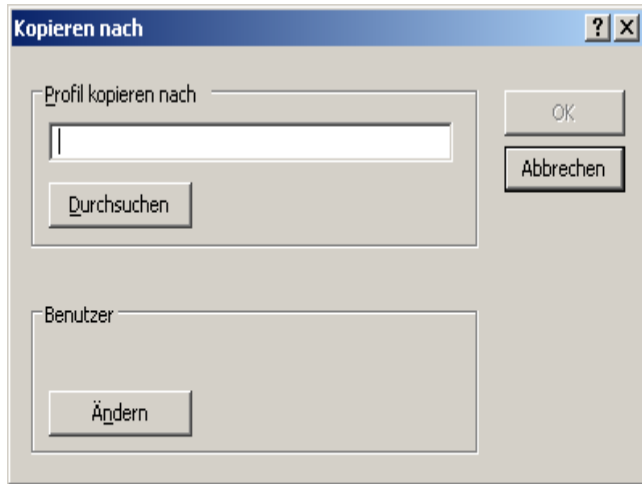 Kopieren nach
Profil kopieren nach
OK
Abbrechen
Durchsuchen
Benutzer
Ändern